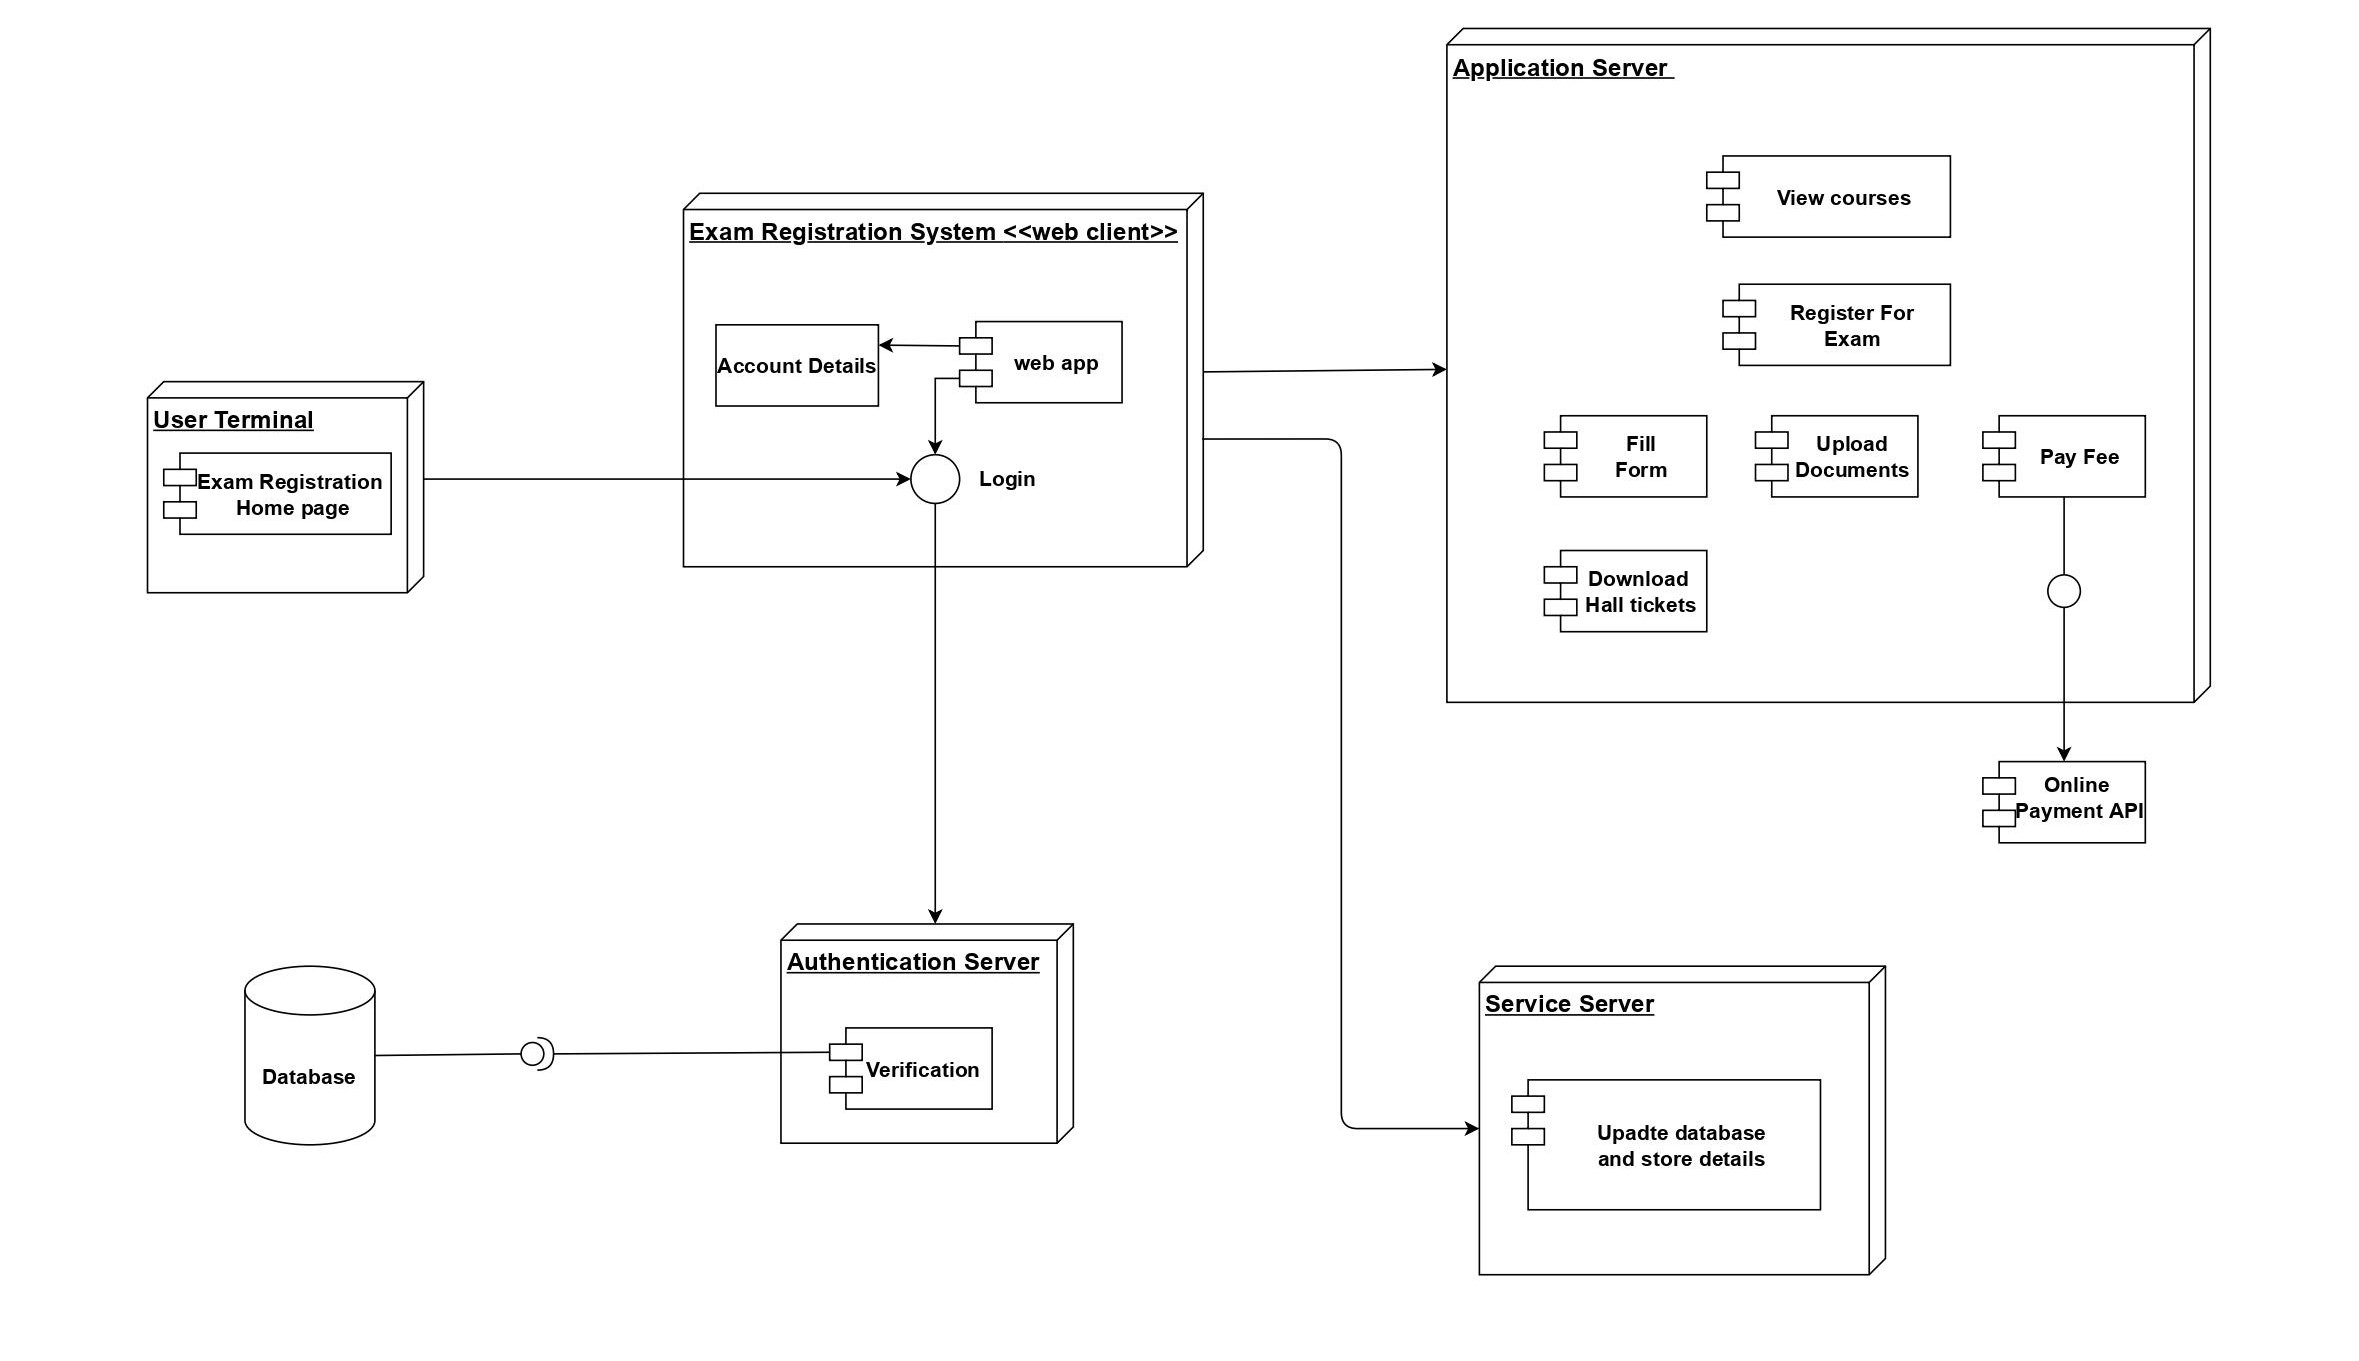 Application Server
View courses
Register For
Exam
Fill
Form
Upload
Documents
Pay Fee
Download
Hall tickets
Online
Payment API
Exam Registration System <<web client>>
Account Details
web app
Login
User Terminal
Exam Registration
Home page
Authentication Server
Verification
Database
Service Server
Upadte database
and store details